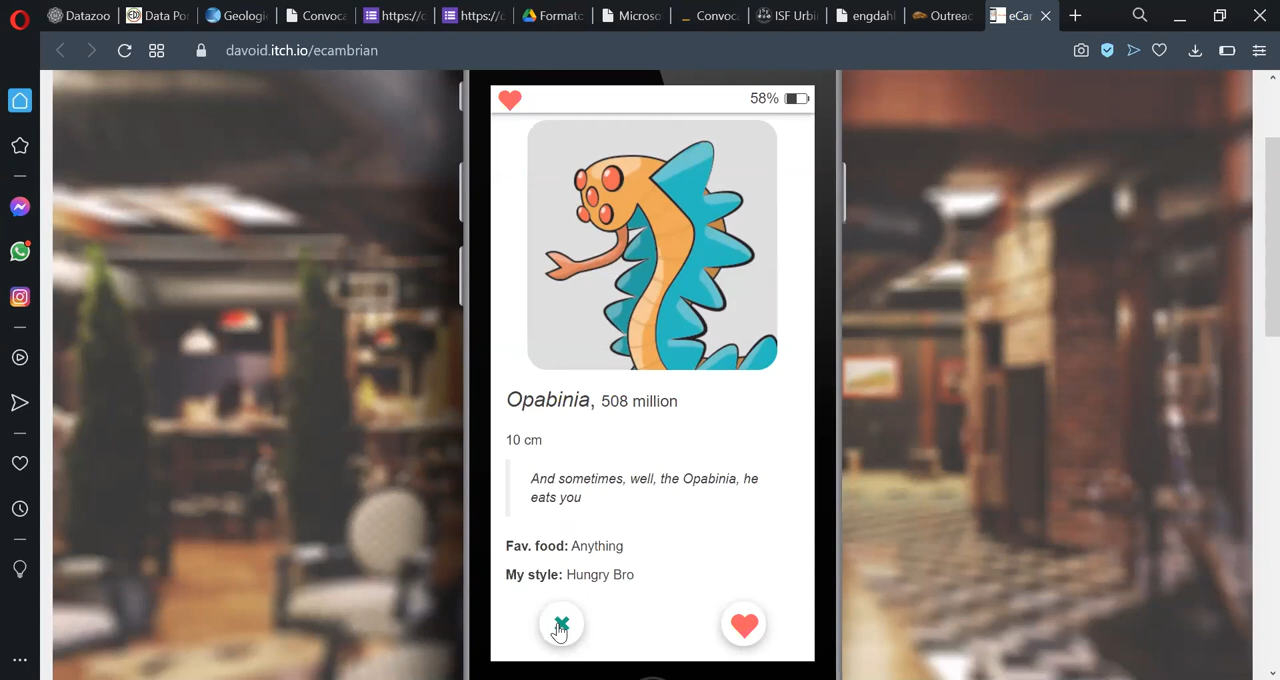 Datazoo
Data Por
Geologi
Convoca
https://c
https://c
Formato
Microso
Convoca
ISF Urbi
engdahl
Outreac
eCar
davoid.itch.io/ecambrian
58%
Opabinia, 508 million
10 cm
And sometimes, well, the Opabinia, he
eats you
Fav. food: Anything
My style: Hungry Bro